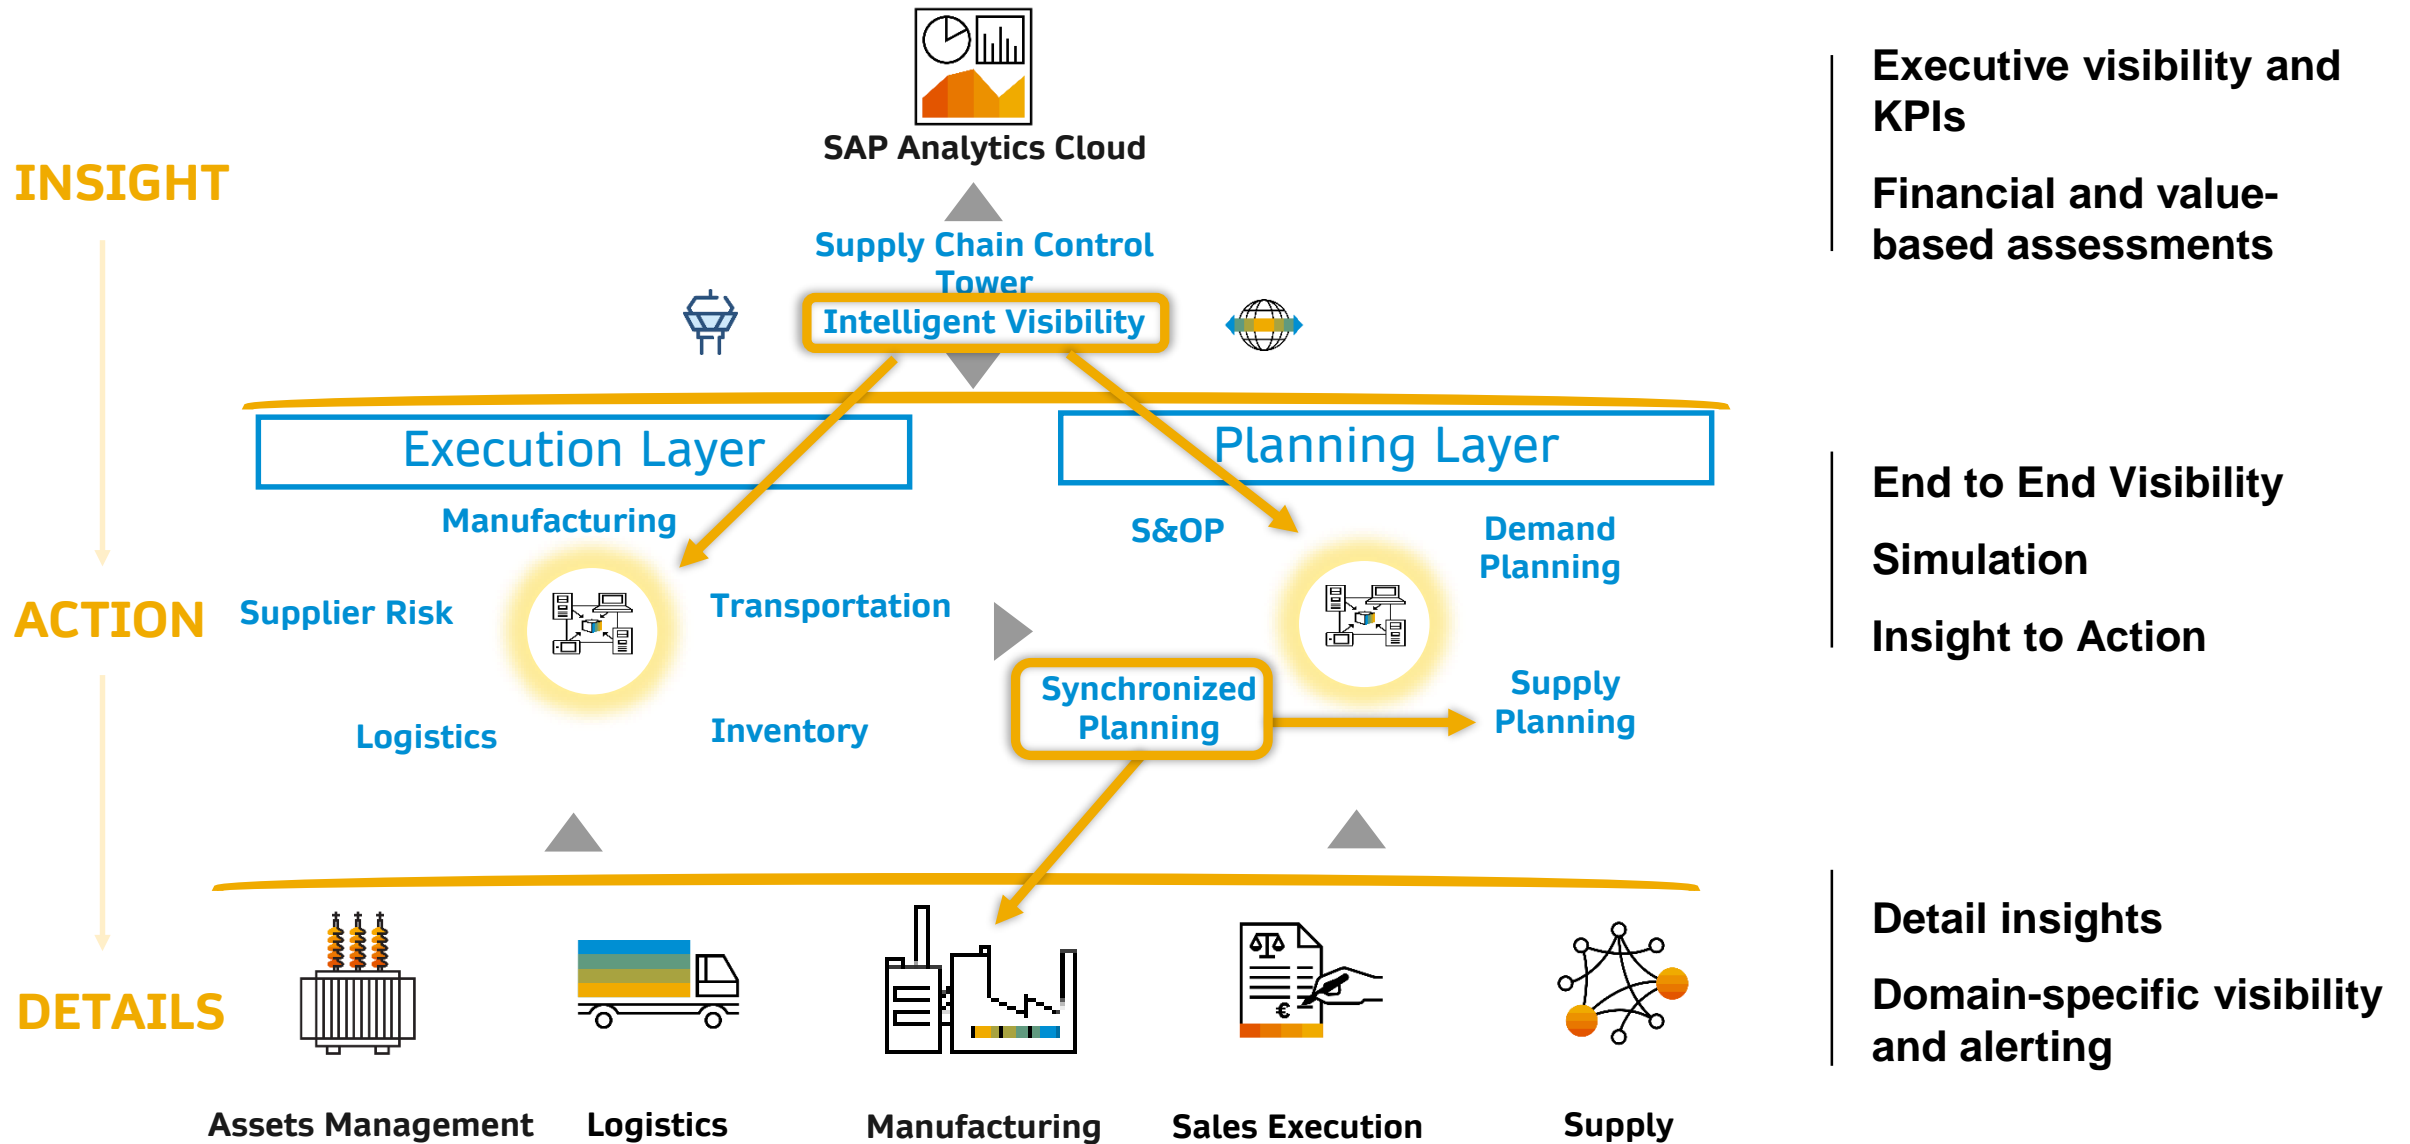 SAP Analytics Cloud
INSIGHT
Supply Chain Control
Tower
Intelligent Visibility
Executive visibility and
KPIs
Financial and value-
based assessments
Execution Layer
Planning Layer
ACTION
Manufacturing
Supplier Risk
Transportation
Logistics
Inventory
S&OP
Demand
Planning
Synchronized
Planning
Supply
Planning
End to End Visibility
Simulation
Insight to Action
DETAILS
€
Assets Management
Logistics
Manufacturing
Sales Execution
Supply
Detail insights
Domain-specific visibility
and alerting